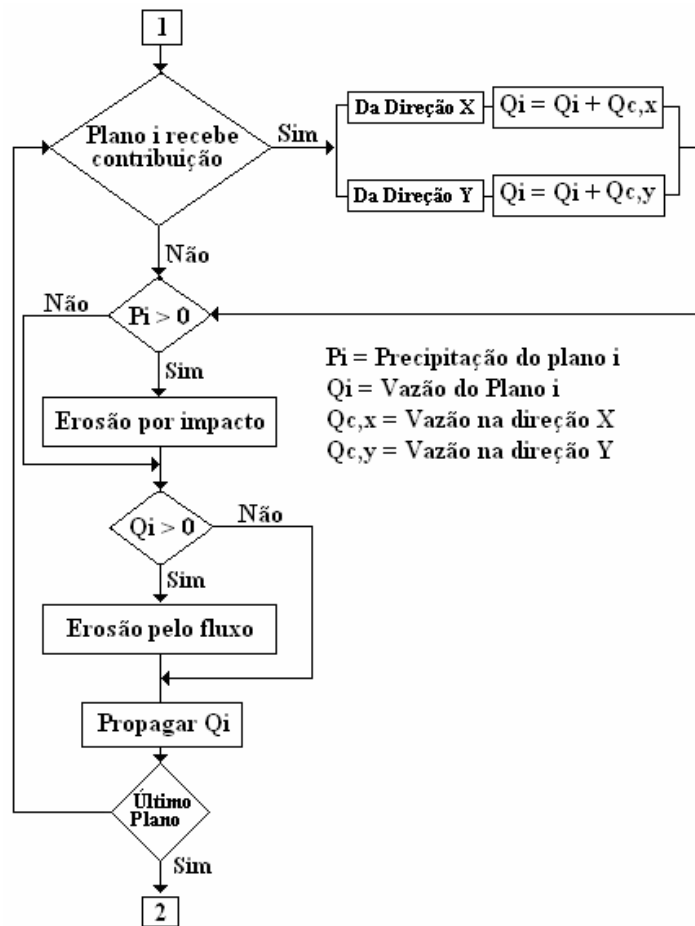 1
Plano i recebe
contribuição
Sim
Da Direção X
Qi = Qi + Qc,x
Da Direção Y
Qi = Qi + Qc,y
Não
Não
Pi > 0
Sim
Erosão por impacto
Pi = Precipitação do plano i
Qi = Vazão do Plano i
Qc,x = Vazão na direção X
Qc,y = Vazão na direção Y
Qi > 0
Não
Sim
Erosão pelo fluxo
Propagar Qi
Último
Plano
Sim
2